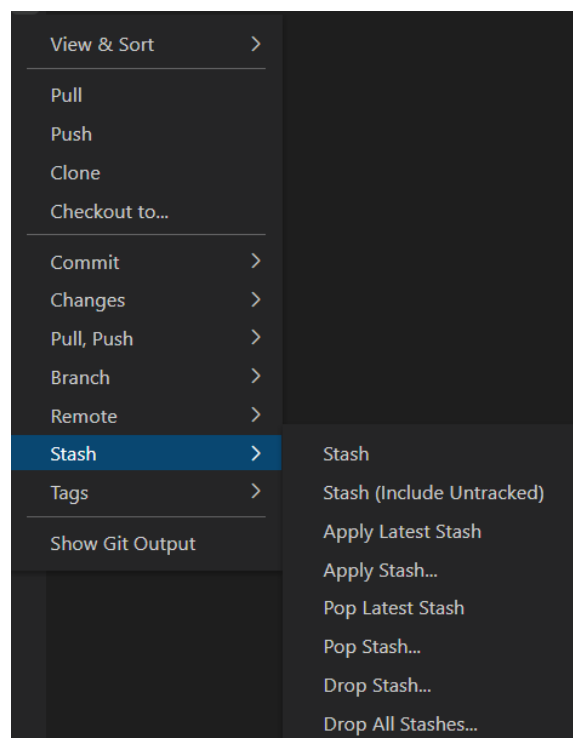 View & Sort
Pull
Push
Clone
Checkout to...
Commit
Changes
Pull, Push
Branch
Remote
Stash
Tags
Show Git Output
Stash
Stash (Include Untracked)
Apply Latest Stash
Apply Stash...
Pop Latest Stash
Pop Stash...
Drop Stash...
Drop All Stashes...